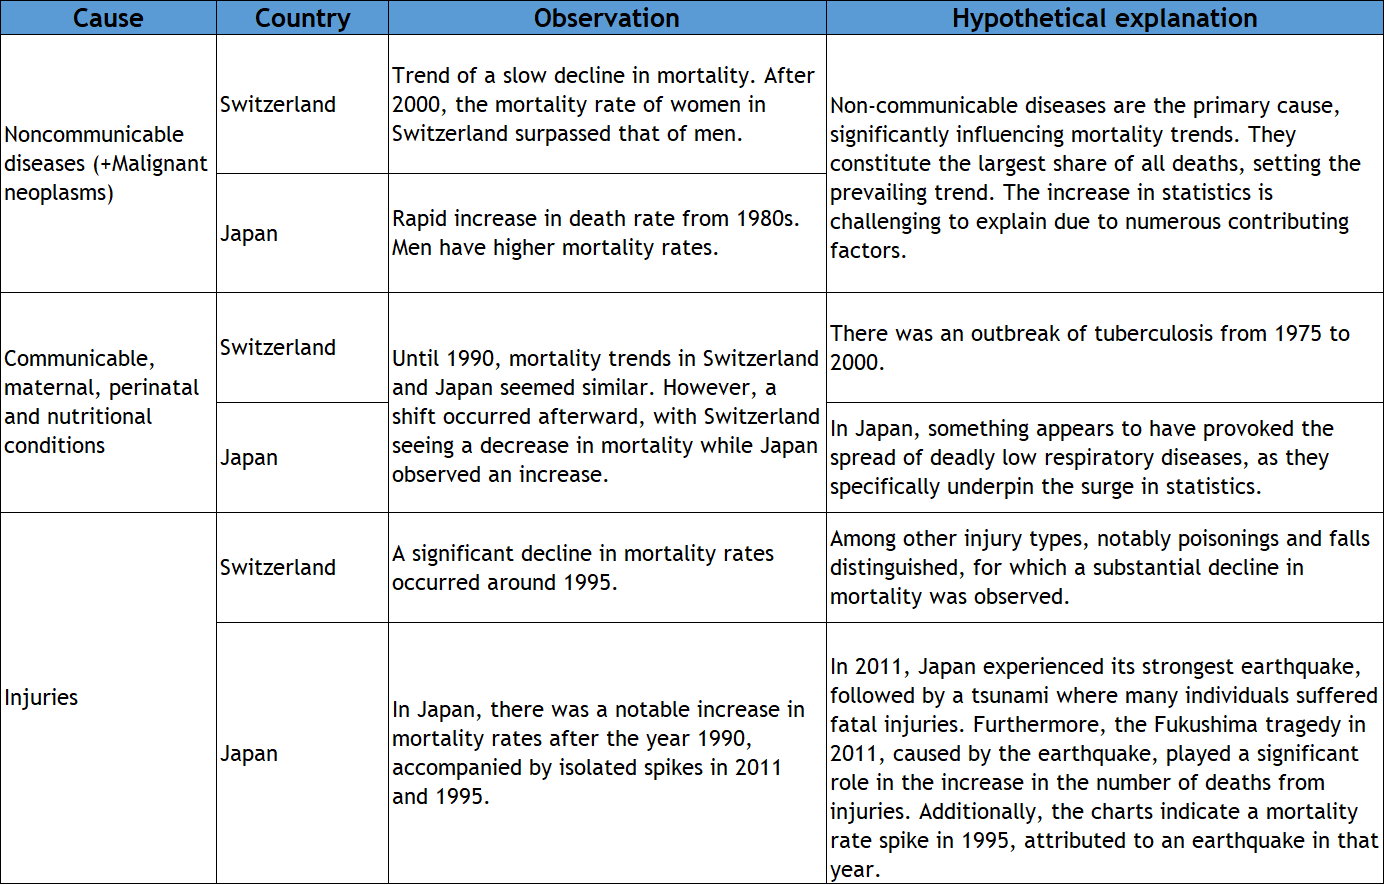 Cause Country Observation Hypothetical explanation
Noncommunicable
diseases (+Malignant
neoplasms)
Switzerland
Trend of a slow decline in mortality. After
2000, the mortality rate of women in
Switzerland surpassed that of men.
Non-communicable diseases are the primary cause,
significantly influencing mortality trends. They
constitute the largest share of all deaths, setting the
prevailing trend. The increase in statistics is
challenging to explain due to numerous contributing
factors.
Japan
Rapid increase in death rate from 1980s.
Men have higher mortality rates.
Communicable,
maternal, perinatal
and nutritional
conditions
Switzerland
Until 1990, mortality trends in Switzerland
and Japan seemed similar. However, a
shift occurred afterward, with Switzerland
seeing a decrease in mortality while Japan
observed an increase.
There was an outbreak of tuberculosis from 1975 to
2000.
Japan
In Japan, something appears to have provoked the
spread of deadly low respiratory diseases, as they
specifically underpin the surge in statistics.
Injuries
Switzerland
A significant decline in mortality rates
occurred around 1995.
Among other injury types, notably poisonings and falls
distinguished, for which a substantial decline in
mortality was observed.
Japan
In Japan, there was a notable increase in
mortality rates after the year 1990,
accompanied by isolated spikes in 2011
and 1995.
In 2011, Japan experienced its strongest earthquake,
followed by a tsunami where many individuals suffered
fatal injuries. Furthermore, the Fukushima tragedy in
2011, caused by the earthquake, played a significant
role in the increase in the number of deaths from
injuries. Additionally, the charts indicate a mortality
rate spike in 1995, attributed to an earthquake in that
year.